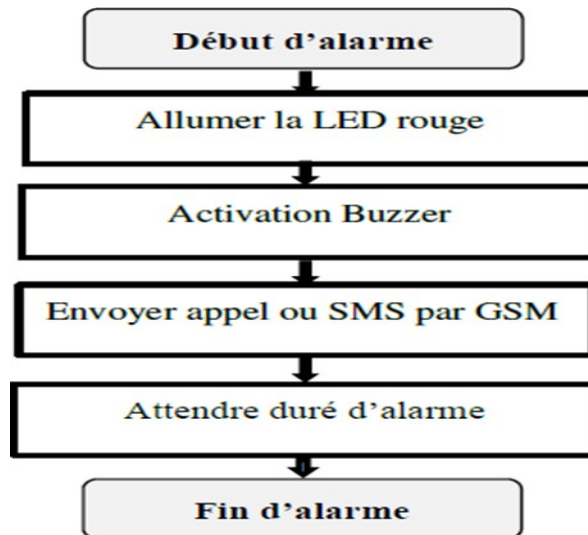 Début d'alarme
Allumer la LED rouge
Activation Buzzer
Envoyer appel ou SMS par GSM
Attendre duré d'alarme
Fin d'alarme